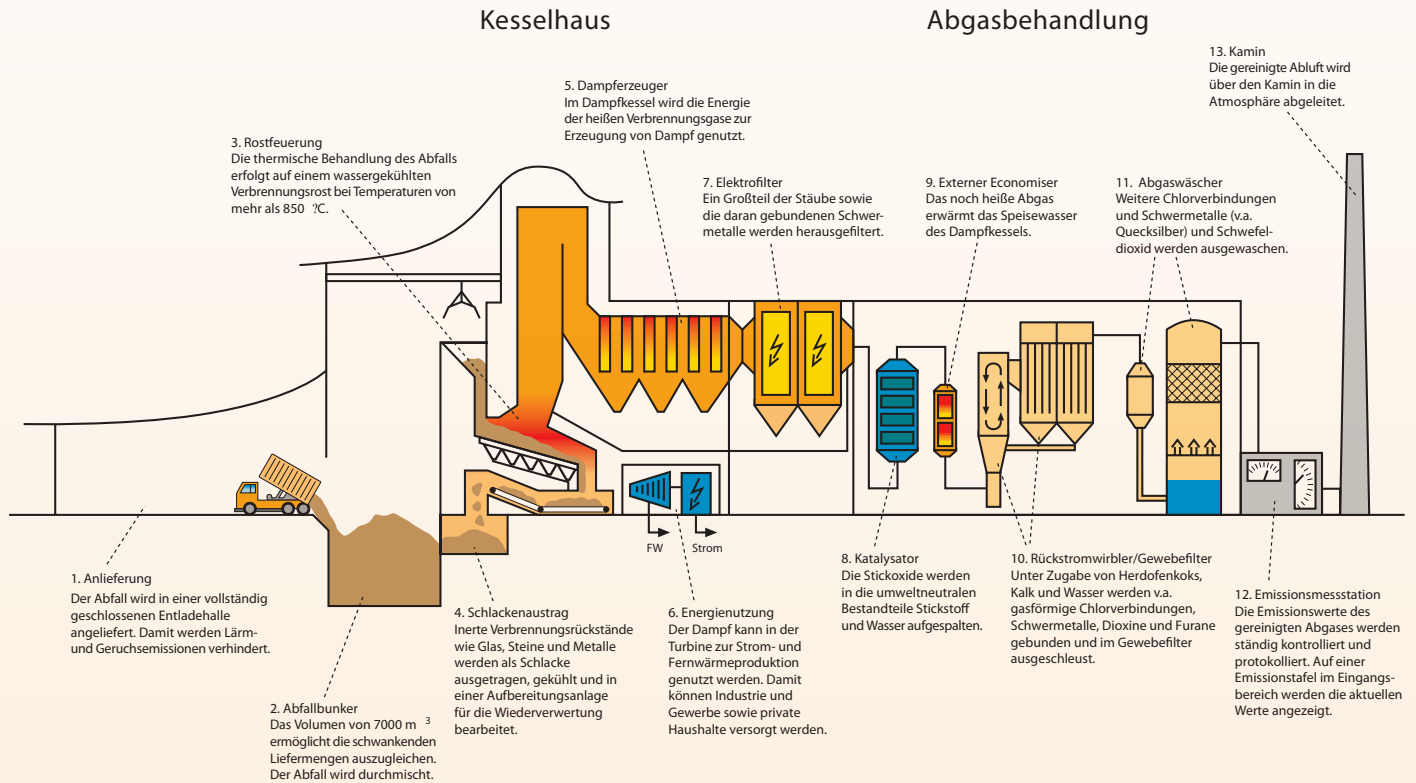 Kesselhaus
Abgasbehandlung
13. Kamin
Die gereinigte Abluft wird
über den Kamin in die
Atmosphäre abgeleitet.
5. Dampferzeuger
Im Dampfkessel wird die Energie
der heißen Verbrennungsgase zur
Erzeugung von Dampf genutzt.
3. Rostfeuerung
Die thermische Behandlung des Abfalls
erfolgt auf einem wassergekühlten
Verbrennungsrost bei Temperaturen von
mehr als 850 ?C.
7. Elektrofilter
Ein Großteil der Stäube sowie
die daran gebundenen Schwer-
metalle werden herausgefiltert.
9. Externer Economiser
Das noch heiße Abgas
erwärmt das Speisewasser
des Dampfkessels.
11. Abgaswäscher
Weitere Chlorverbindungen
und Schwermetalle (v.a.
Quecksilber) und Schwefel-
dioxid werden ausgewaschen.
FW
Strom
1. Anlieferung
Der Abfall wird in einer vollständig
geschlossenen Entladehalle
angeliefert. Damit werden Lärm-
und Geruchsemissionen verhindert.
2. Abfallbunker
Das Volumen von 7000 m 3
ermöglicht die schwankenden
Liefermengen auszugleichen.
Der Abfall wird durchmischt.
4. Schlackenaustrag
Inerte Verbrennungsrückstände
wie Glas, Steine und Metalle
werden als Schlacke
ausgetragen, gekühlt und in
einer Aufbereitungsanlage
für die Wiederverwertung
bearbeitet.
6. Energienutzung
Der Dampf kann in der
Turbine zur Strom- und
Fernwärmeproduktion
genutzt werden. Damit
können Industrie und
Gewerbe sowie private
Haushalte versorgt werden.
8. Katalysator
Die Stickoxide werden
in die umweltneutralen
Bestandteile Stickstoff
und Wasser aufgespalten.
10. Rückstromwirbler/Gewebefilter
Unter Zugabe von Herdofenkoks,
Kalk und Wasser werden v.a.
gasförmige Chlorverbindungen,
Schwermetalle, Dioxine und Furane
gebunden und im Gewebefilter
ausgeschleust.
12. Emissionsmessstation
Die Emissionswerte des
gereinigten Abgases werden
ständig kontrolliert und
protokolliert. Auf einer
Emissionstafel im Eingangs-
bereich werden die aktuellen
Werte angezeigt.